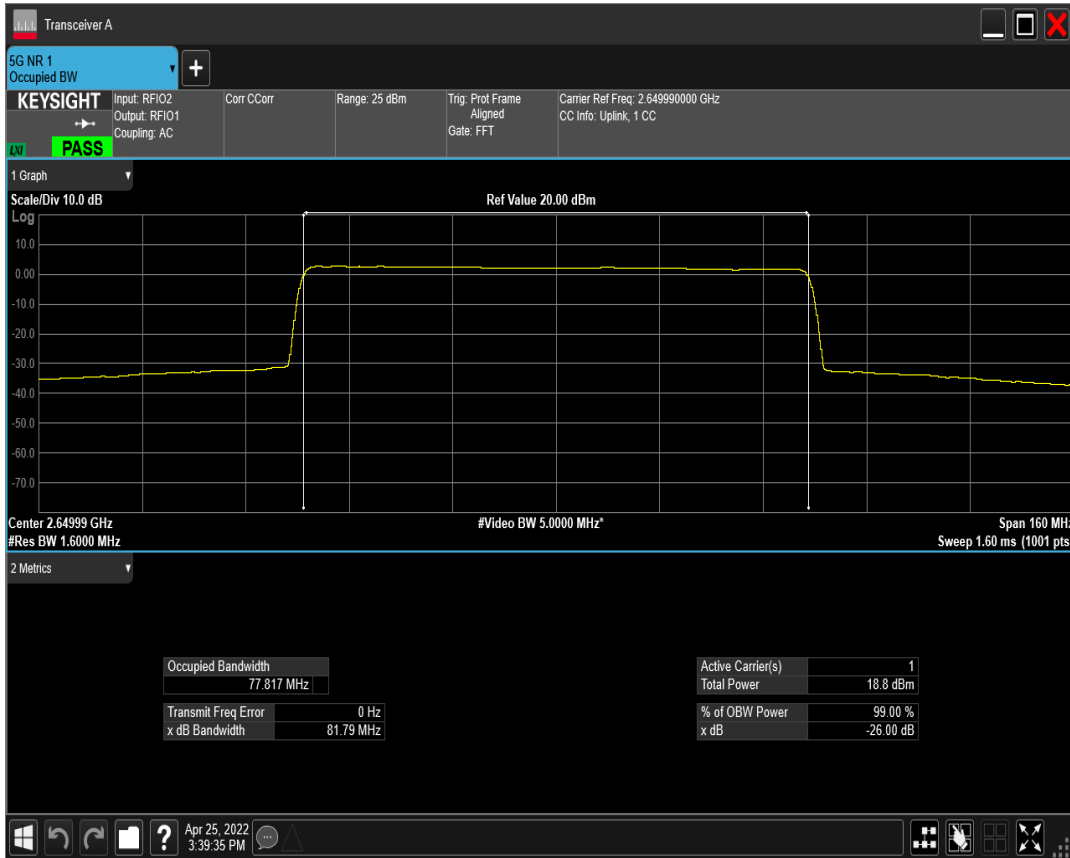 Transceiver A
5G NR 1
Occupied BW
KEYSIGHT
LXI
PASS
Input: RFIO2
Output: RFIO1
Coupling: AC
Corr CCorr
Range: 25 dBm
Trig: Prot Frame
Aligned
Gate: FFT
Carrier Ref Freq: 2.649990000 GHz
CC Info: Uplink, 1 CC
1 Graph
Scale/Div 10.0 dB
Ref Value 20.00 dBm
Log
10.0
0.00
-10.0
-20.0
-30.0
-40.0
-50.0
-60.0
-70.0
Center 2.64999 GHz
#Video BW 5.0000 MHz*
Span 160 MHz
#Res BW 1.6000 MHz
Sweep 1.60 ms (1001 pts
2 Metrics
Occupied Bandwidth
77.817 MHz
Transmit Freq Error 0 Hz
x dB Bandwidth 81.79 MHz
Active Carrier(s) 1
Total Power 18.8 dBm
% of OBW Power 99.00 %
x dB -26.00 dB
?
Apr 25, 2022
3:39:35 PM